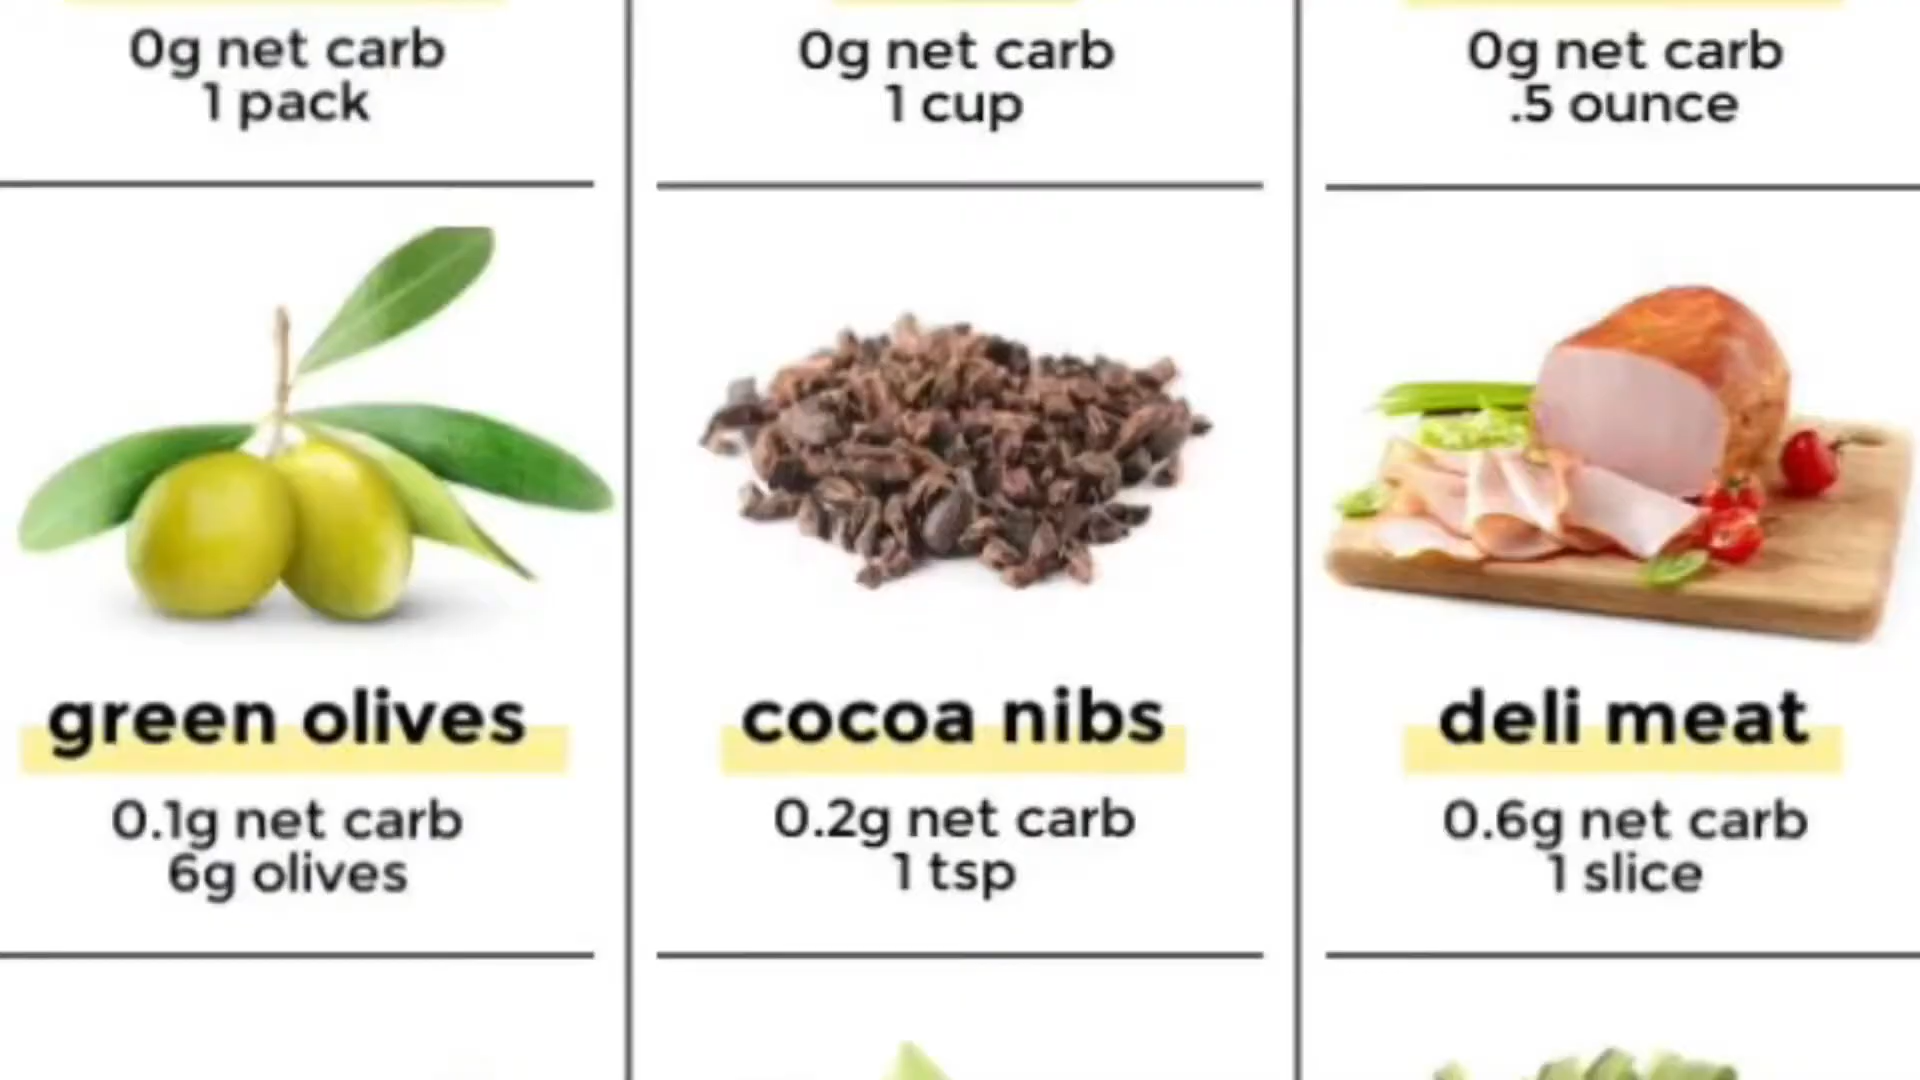 0g net carb
1 pack
0g net carb
1 cup
0g net carb
.5 ounce
green olives
0.1g net carb
6g olives
cocoa nibs
0.2g net carb
1 tsp
deli meat
0.6g net carb
1 slice